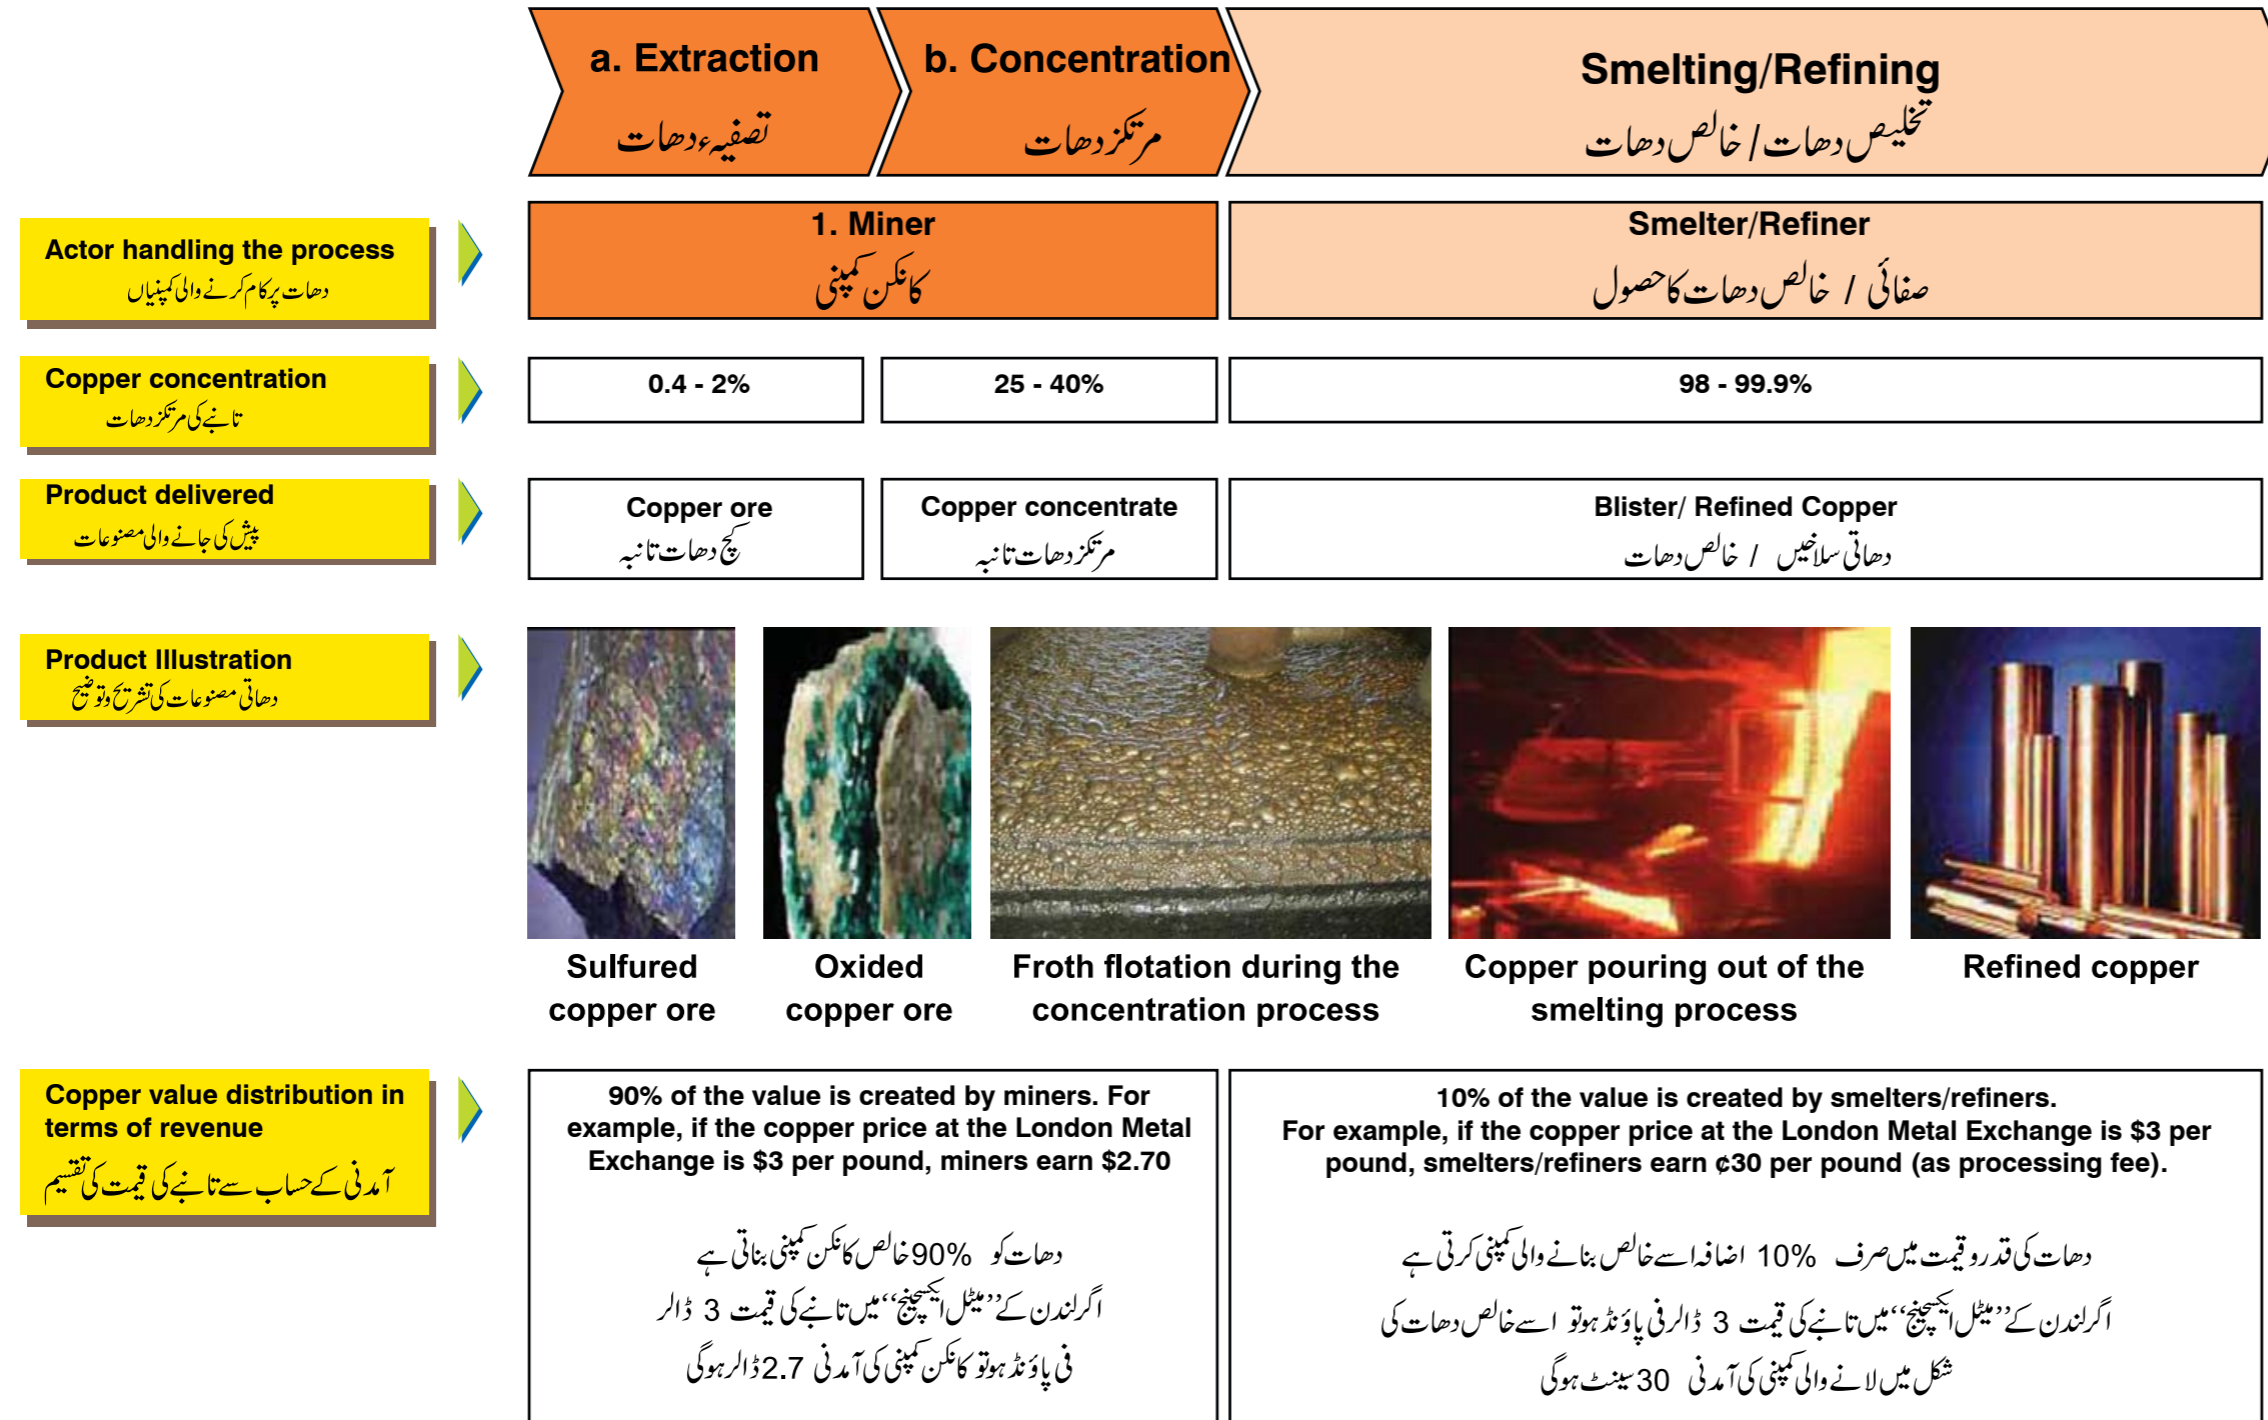 a. Extraction
تصفیہء دھات
b. Concentration
مرتکز دھات
Smelting/Refining
تخلیص دھات / خالص دھات
Actor handling the process
دھات پر کام کرنے والی کمپنیاں
1. Miner
کانکن کمپنی
Smelter/Refiner
صفائی / خالص دھات کا حصول
Copper concentration
تانبے کی مرتکز دھات
0.4 - 2%
25 - 40%
98 - 99.9%
Product delivered
پیش کی جانے والی مصنوعات
Copper ore
کچ دھات تانبہ
Copper concentrate
مرتکز دھات تانبہ
Blister/ Refined Copper
دھاتی سلاخیں / خالص دھات
Product Illustration
دھاتی مصنوعات کی تشریح و توضیح
Sulfured
copper ore
Oxided
copper ore
Froth flotation during the
concentration process
Copper pouring out of the
smelting process
Refined copper
Copper value distribution in
terms of revenue
آمدنی کے حساب سے تانبے کی قیمت کی تقسیم
90% of the value is created by miners. For
example, if the copper price at the London Metal
Exchange is $3 per pound, miners earn $2.70
دھات کو 90% خالص کانکن کمپنی بناتی ہے
اگر لندن کے ”میٹل ایکسچینج“ میں تانبے کی قیمت 3 ڈالر
فی پاؤنڈ ہو تو کانکن کمپنی کی آمدنی 2.7 ڈالر ہوگی
10% of the value is created by smelters/refiners.
For example, if the copper price at the London Metal Exchange is $3 per
pound, smelters/refiners earn ¢30 per pound (as processing fee).
دھات کی قدر و قیمت میں صرف 10% اضافہ اسے خالص بنانے والی کمپنی کرتی ہے
اگر لندن کے ”میٹل ایکسچینج“ میں تانبے کی قیمت 3 ڈالر فی پاؤنڈ ہو تو اسے خالص دھات کی
شکل میں لانے والی کمپنی کی آمدنی 30 سینٹ ہوگی